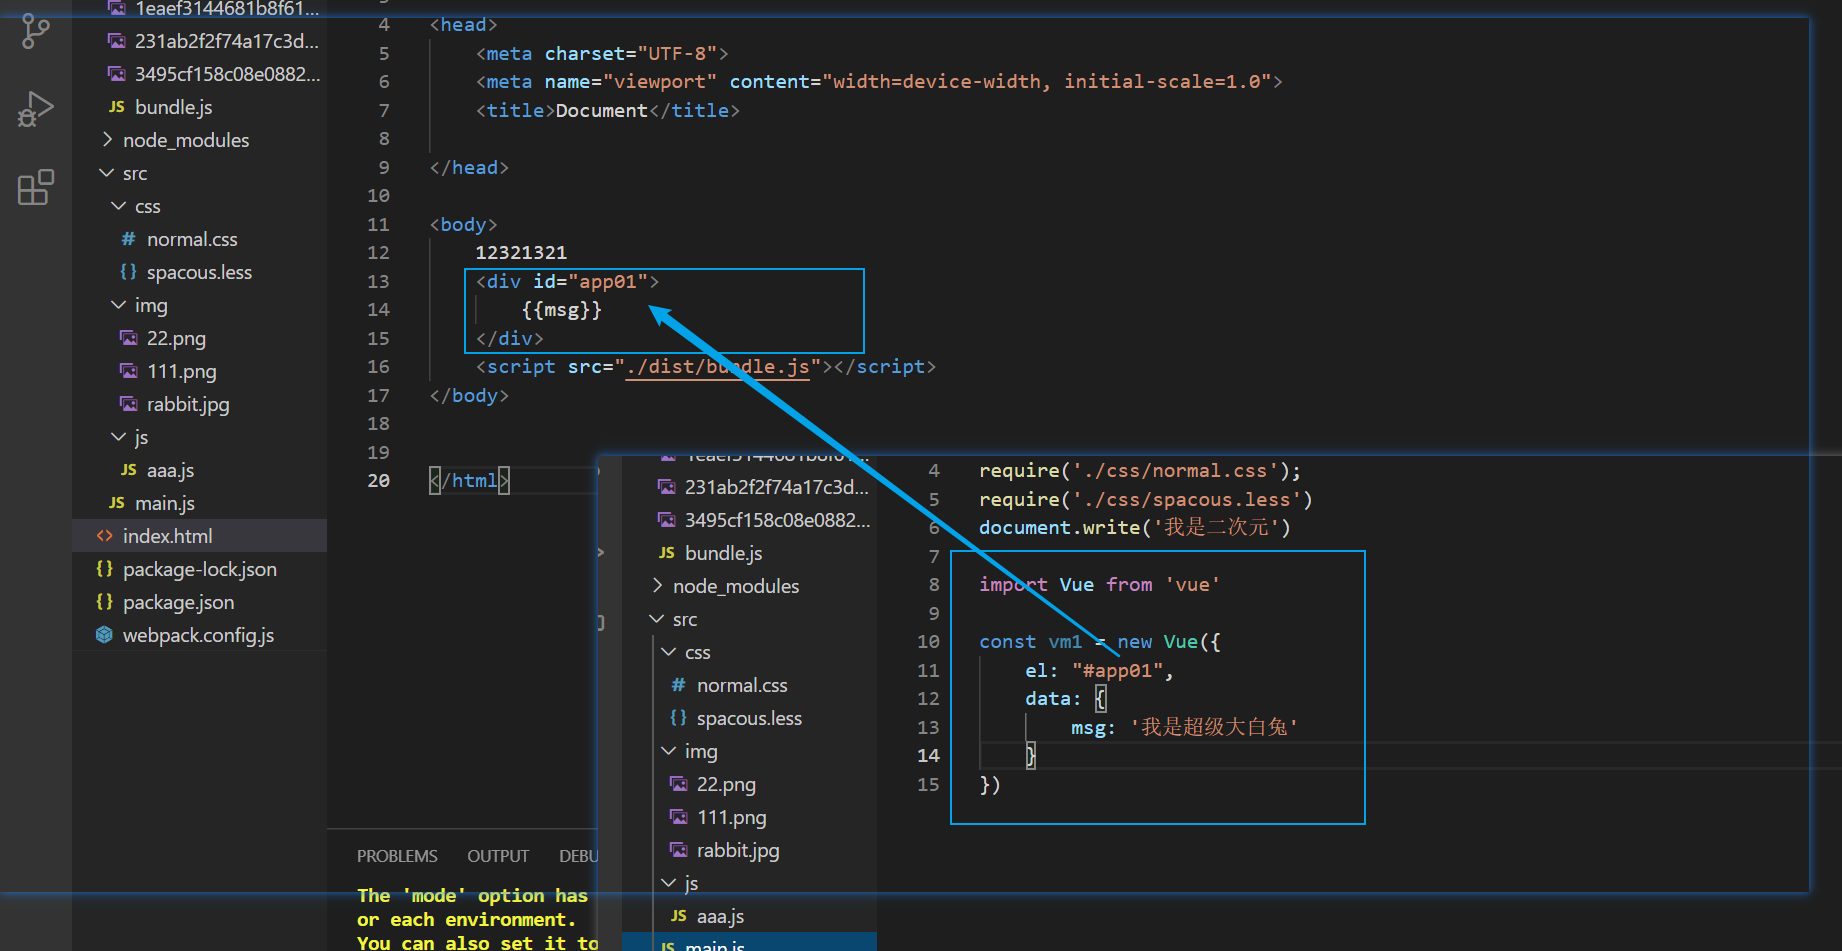 1eaef3144681b8f61...
231ab2f2f74a17c3d...
3495cf158c08e0882...
JS bundle.js
node_modules
src
css
# normal.css
{} spacous.less
img
22.png
111.png
rabbit.jpg
js
JS aaa.js
JS main.js
<> index.html
{} package-lock.json
{} package.json
webpack.config.js
4 <head>
5 <meta charset="UTF-8">
6 <meta name="viewport" content="width=device-width, initial-scale=1.0">
7 <title>Document</title>
8
9 </head>
10
11 <body>
12 12321321
13 <div id="app01">
14 {{msg}}
15 </div>
16 <script src="./dist/bundle.js"></script>
17 </body>
18
19
20 </html>
PROBLEMS OUTPUT DEBU
The 'mode' option has
or each environment.
You can also set it to
1eaef3144681b8f61...
231ab2f2f74a17c3d...
3495cf158c08e0882...
JS bundle.js
node_modules
src
css
# normal.css
{} spacous.less
img
22.png
111.png
rabbit.jpg
js
JS aaa.js
JS main.js
4 require('./css/normal.css');
5 require('./css/spacous.less')
6 document.write('我是二次元')
7
8 import Vue from 'vue'
9
10 const vm1 = new Vue({
11 el: "#app01",
12 data: {
13 msg: '我是超级大白兔'
14 }
15 })